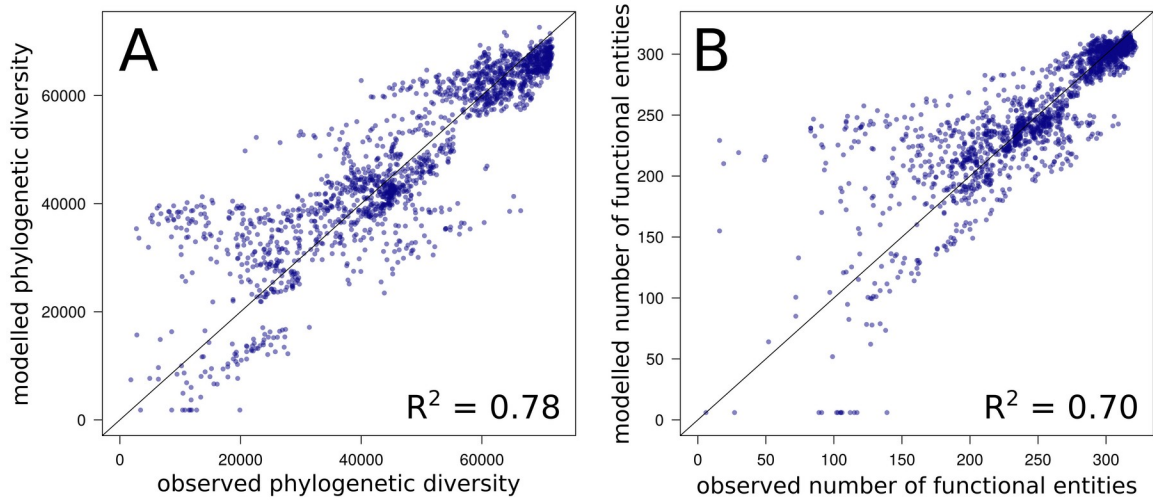 A
modelled phylogenetic diversity
60000
40000
20000
0
0 20000 40000 60000
observed phylogenetic diversity
R² = 0.78
B
modelled number of functional entities
300
250
200
150
100
50
0
0 50 100 150 200 250 300
observed number of functional entities
R² = 0.70